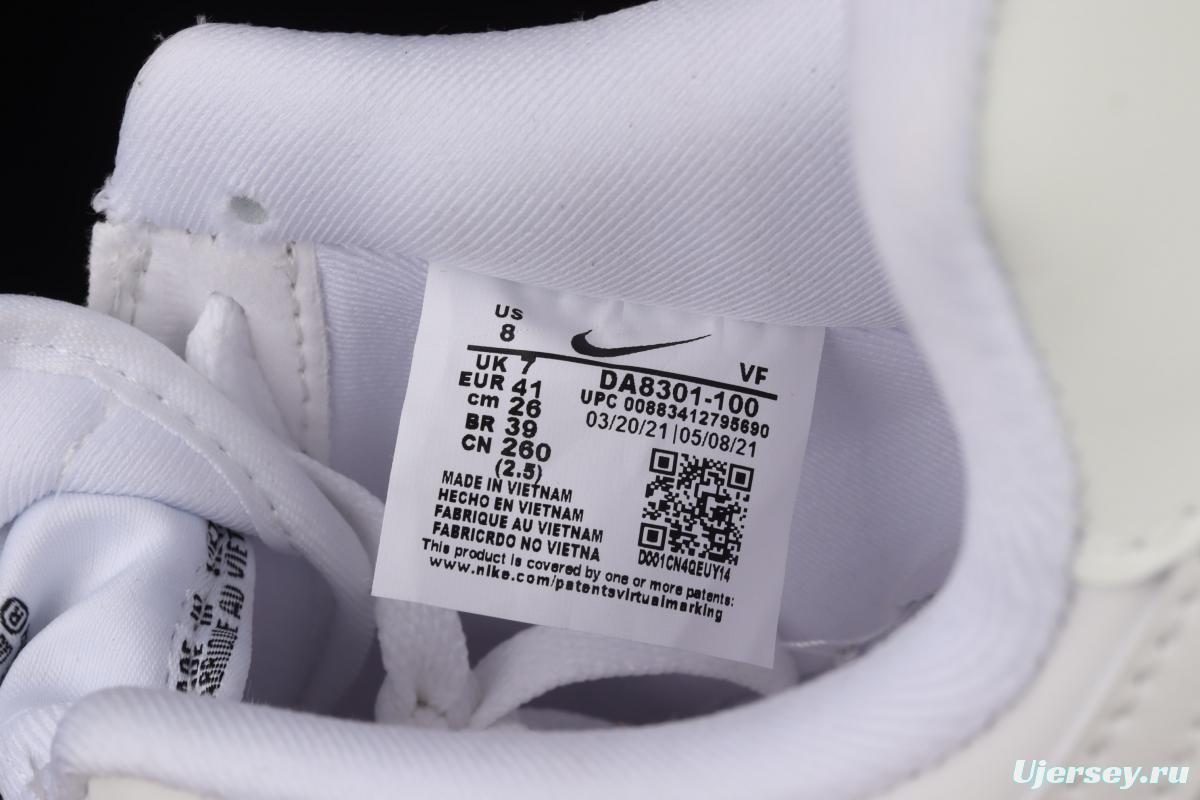 Us
8
VF
UK 7
EUR 41
cm 26
BR 39
CN 260
(2.5)
DA8301-100
UPC 00883412795690
03/20/21 | 05/08/21
MADE IN VIETNAM
HECHO EN VIETNAM
FABRIQUE AU VIETNAM
FABRICRDO NO VIETNA
D001CN4QEUY14
This product is covered by one or more patents:
www.nike.com/patentsvirtualmarking
®
Ujersey.ru